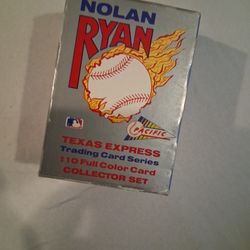 NOLAN
RYAN
PACIFIC
TEXAS EXPRESS
Trading Card Series
110 Full Color Card
COLLECTOR SET